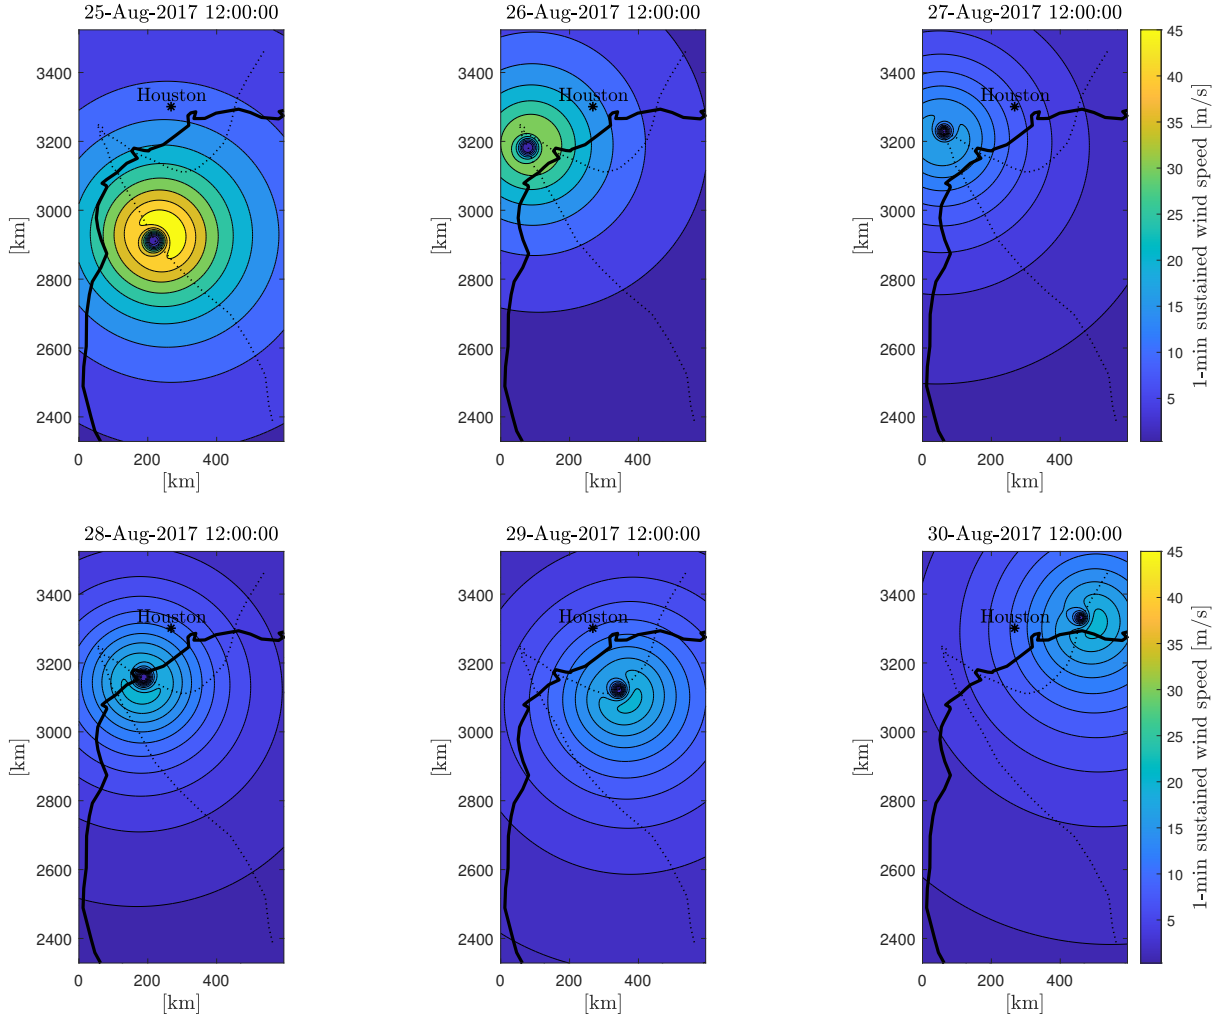 25-Aug-2017 12:00:00
26-Aug-2017 12:00:00
27-Aug-2017 12:00:00
3400
3200
3000
2800
2600
2400
[km]
0
200
400
[km]
Houston
3400
3200
3000
2800
2600
2400
[km]
0
200
400
[km]
Houston
3400
3200
3000
2800
2600
2400
[km]
0
200
400
[km]
Houston
45
40
35
30
25
20
15
10
5
1-min sustained wind speed [m/s]
28-Aug-2017 12:00:00
29-Aug-2017 12:00:00
30-Aug-2017 12:00:00
3400
3200
3000
2800
2600
2400
[km]
0
200
400
[km]
Houston
3400
3200
3000
2800
2600
2400
[km]
0
200
400
[km]
Houston
3400
3200
3000
2800
2600
2400
[km]
0
200
400
[km]
Houston
45
40
35
30
25
20
15
10
5
1-min sustained wind speed [m/s]